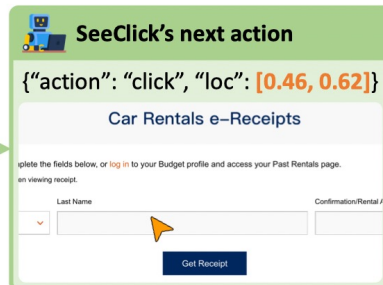 SeeClick's next action
{"action": "click", "loc": [0.46, 0.62]}
Car Rentals e-Receipts
plete the fields below, or log in to your Budget profile and access your Past Rentals page.
en viewing receipt.
Last Name
Confirmation/Rental A
Get Receipt